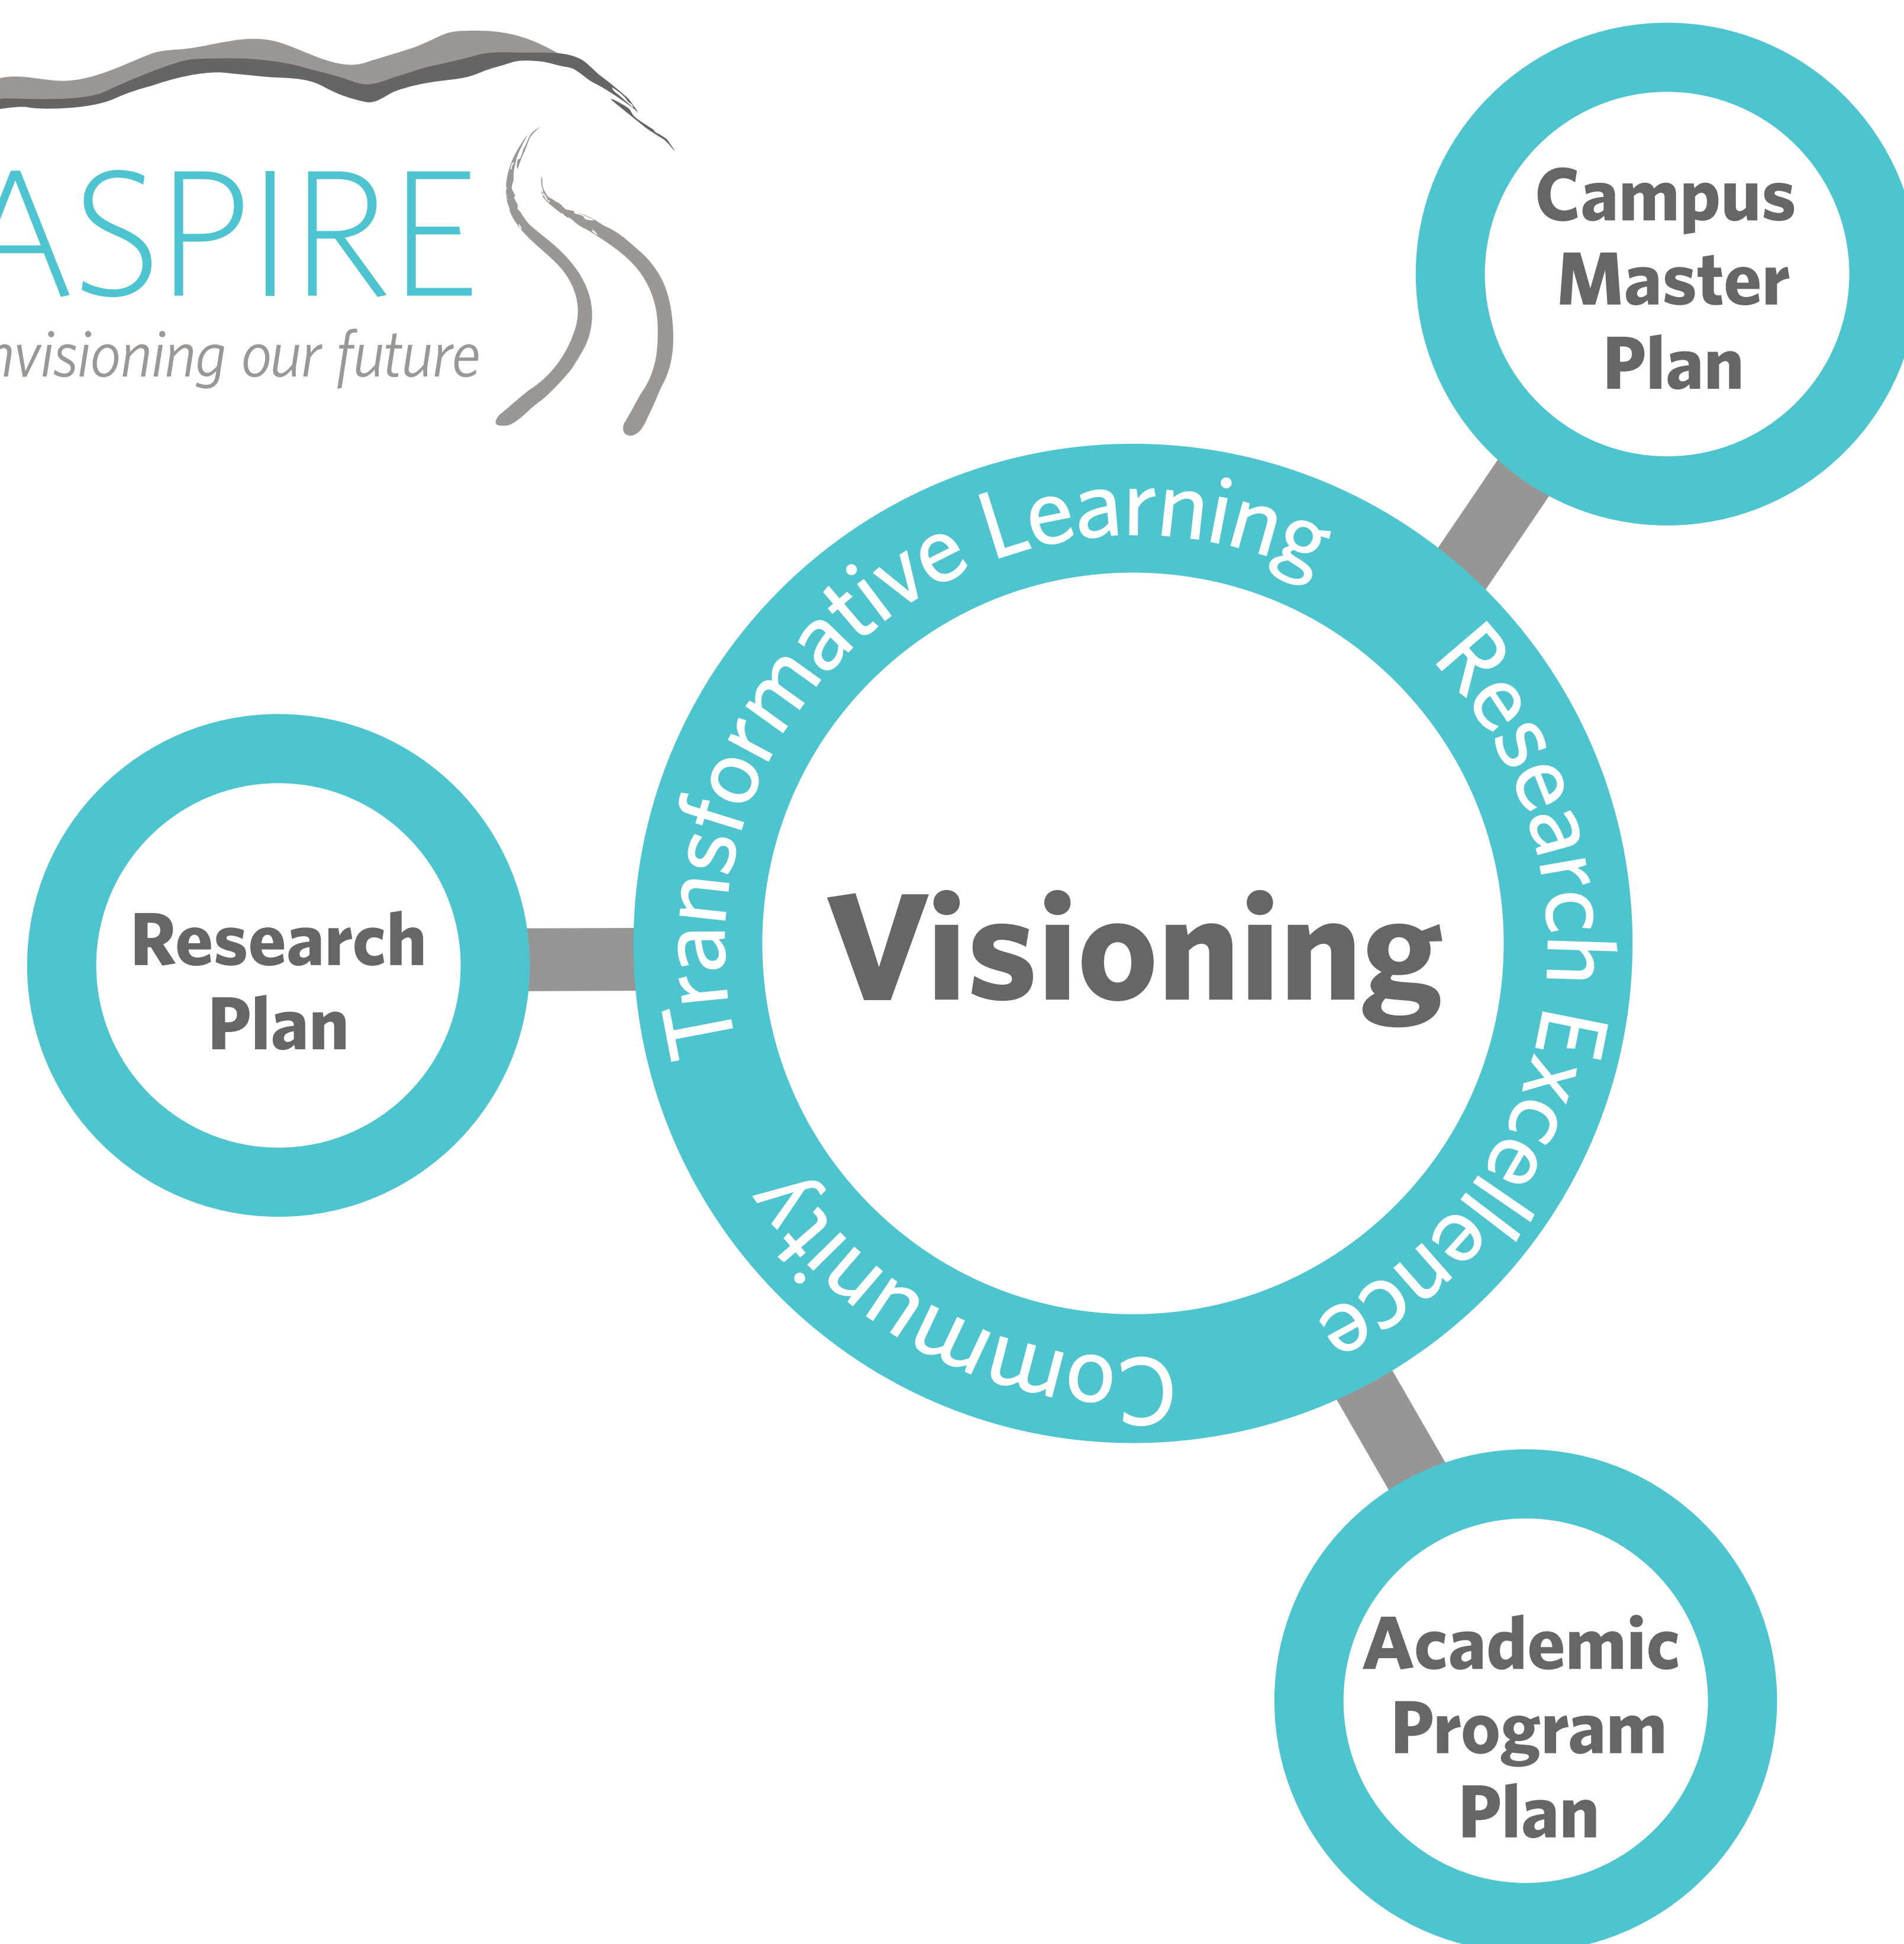 ASPIRE
nvisioning our future
Campus
Master
Plan
Transformative Learning
Research Excellence
Community
Visioning
Research
Plan
Academic
Program
Plan